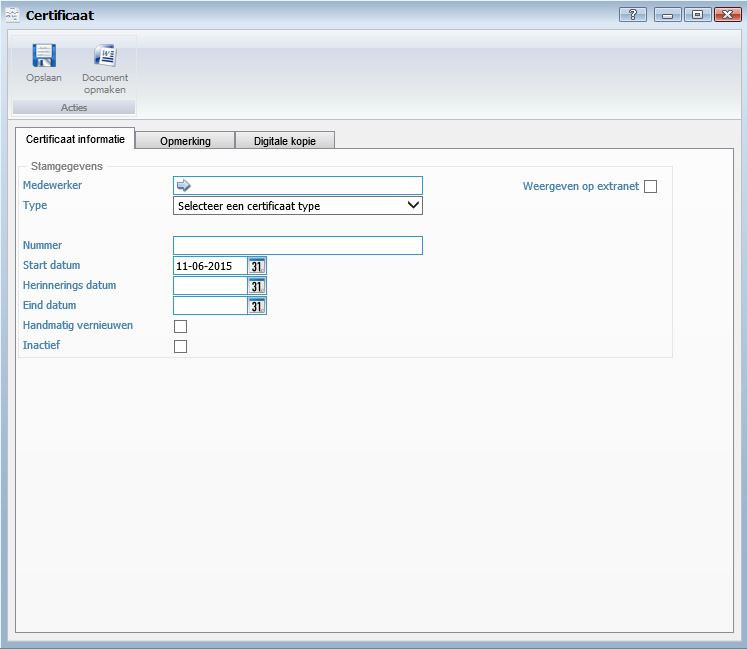 Certificaat
?
Opslaan
Document opmaken
Acties
Certificaat informatie
Opmerking
Digitale kopie
Stamgegevens
Medewerker
Weergeven op extranet
Type
Selecteer een certificaat type
Nummer
Start datum
11-06-2015
31
Herinnerings datum
31
Eind datum
31
Handmatig vernieuwen
Inactief